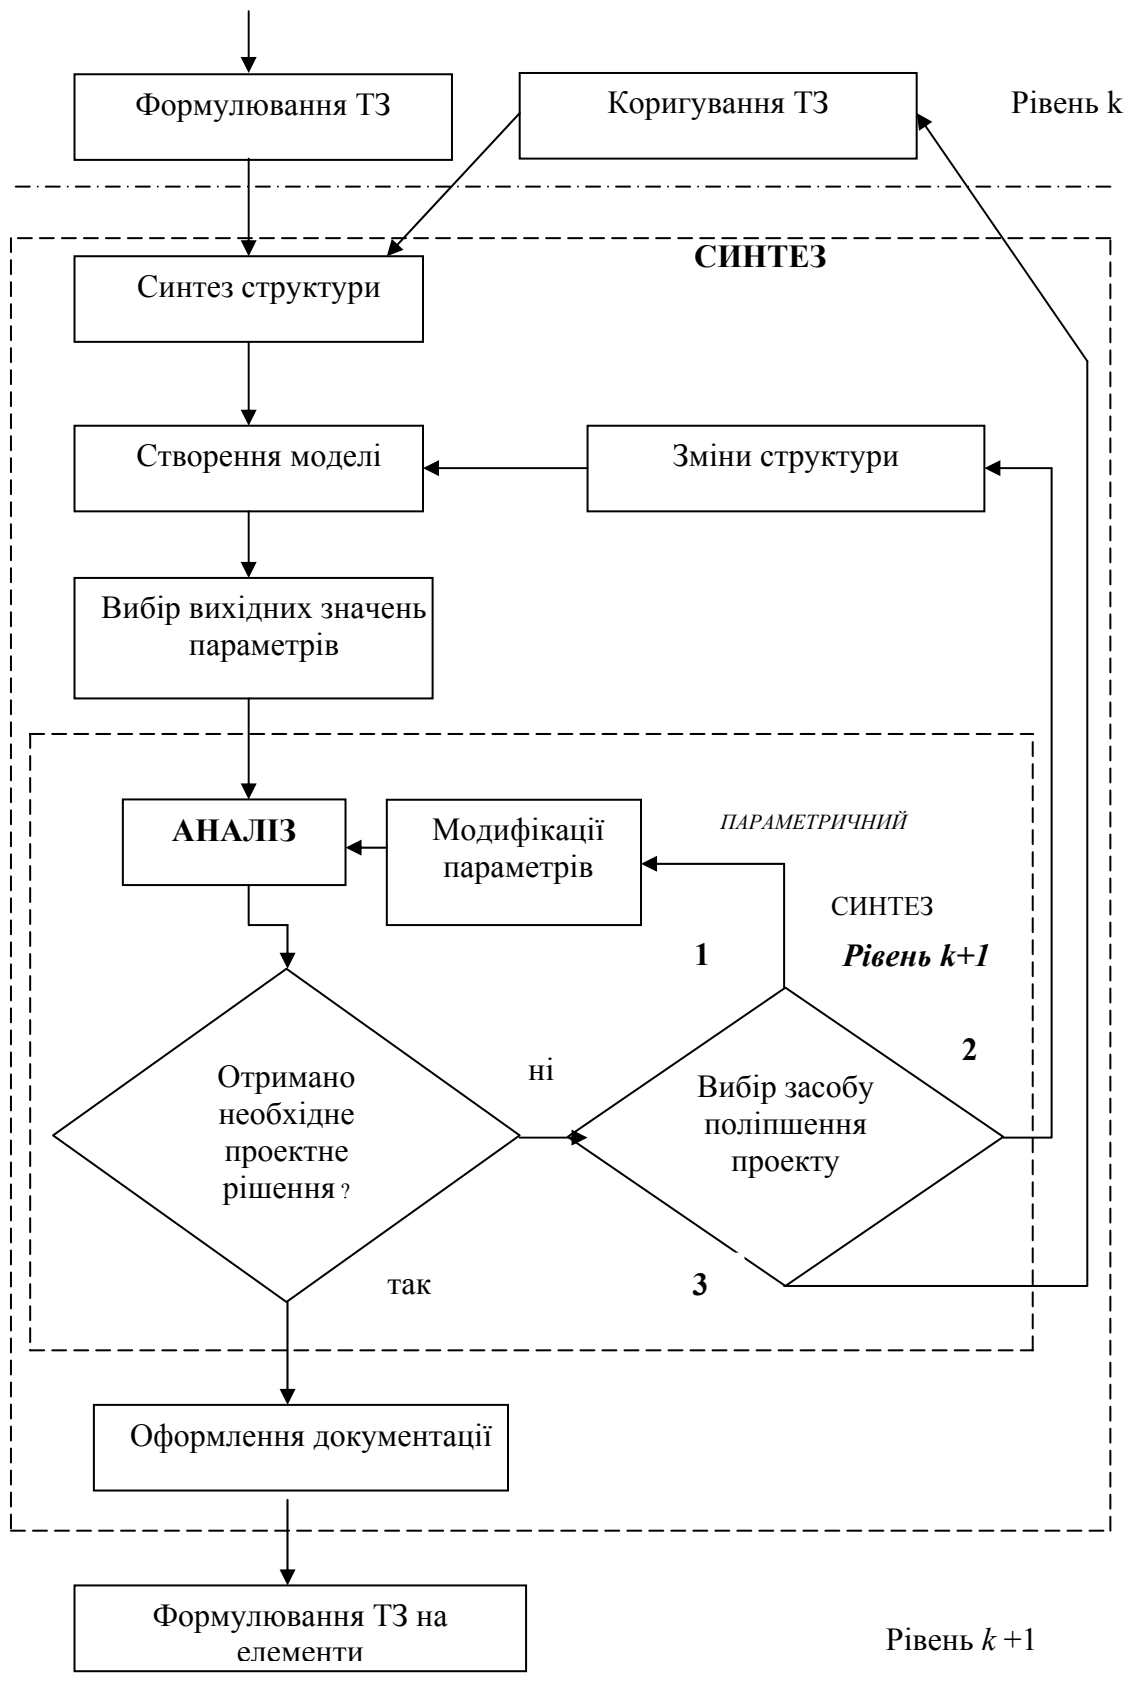 Формулювання ТЗ
Коригування ТЗ
Рівень k
СИНТЕЗ
Синтез структури
Створення моделі
Зміни структури
Вибір вихідних значень
параметрів
АНАЛІЗ
Модифікації
параметрів
ПАРАМЕТРИЧНИЙ
СИНТЕЗ
1
Рівень k+1
2
Отримано
необхідне
проектне
рішення ?
ні
Вибір засобу
поліпшення
проекту
так
3
Оформлення документації
Формулювання ТЗ на
елементи
Рівень k +1